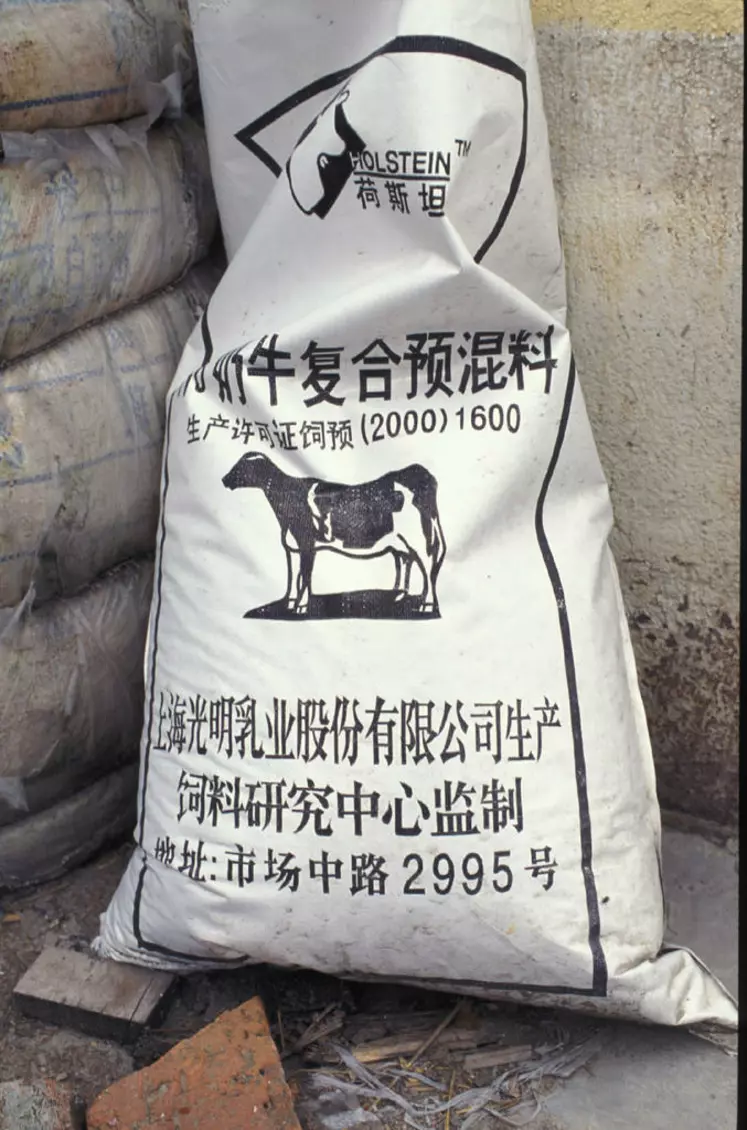 HOLSTEIN™
荷斯坦
奶牛复合预混料
生产许可证饲预(2000)1600
上海光明乳业股份有限公司生产
饲料研究中心监制
地址:市场中路2995号